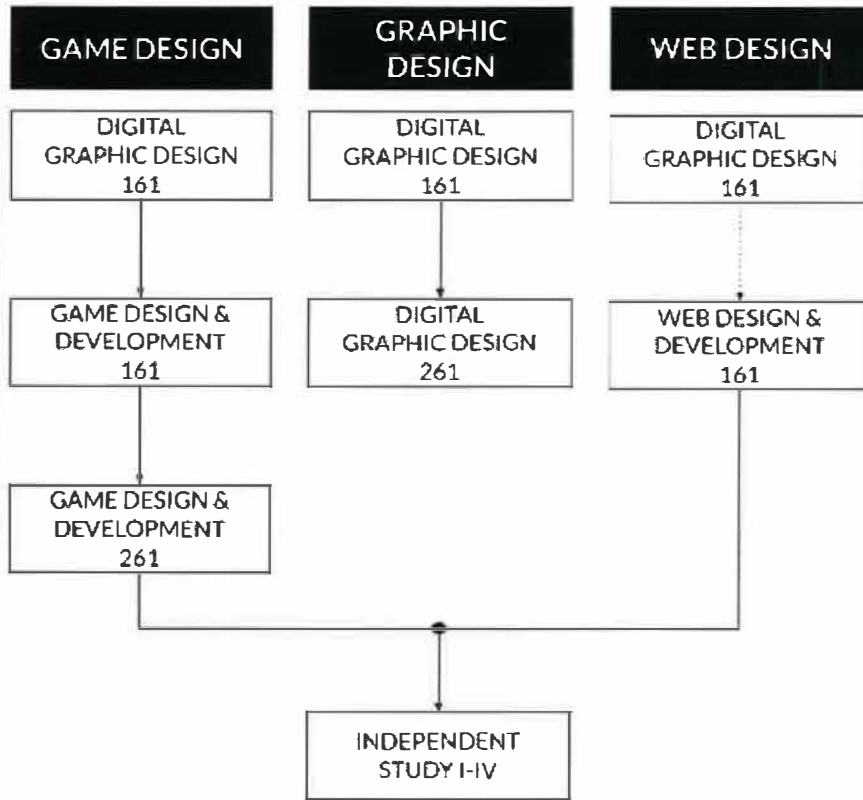 GAME DESIGN
GRAPHIC
DESIGN
WEB DESIGN
DIGITAL
GRAPHIC DESIGN
161
DIGITAL
GRAPHIC DESIGN
161
DIGITAL
GRAPHIC DESIGN
161
GAME DESIGN &
DEVELOPMENT
161
DIGITAL
GRAPHIC DESIGN
261
WEB DESIGN &
DEVELOPMENT
161
GAME DESIGN &
DEVELOPMENT
261
INDEPENDENT
STUDY I-IV